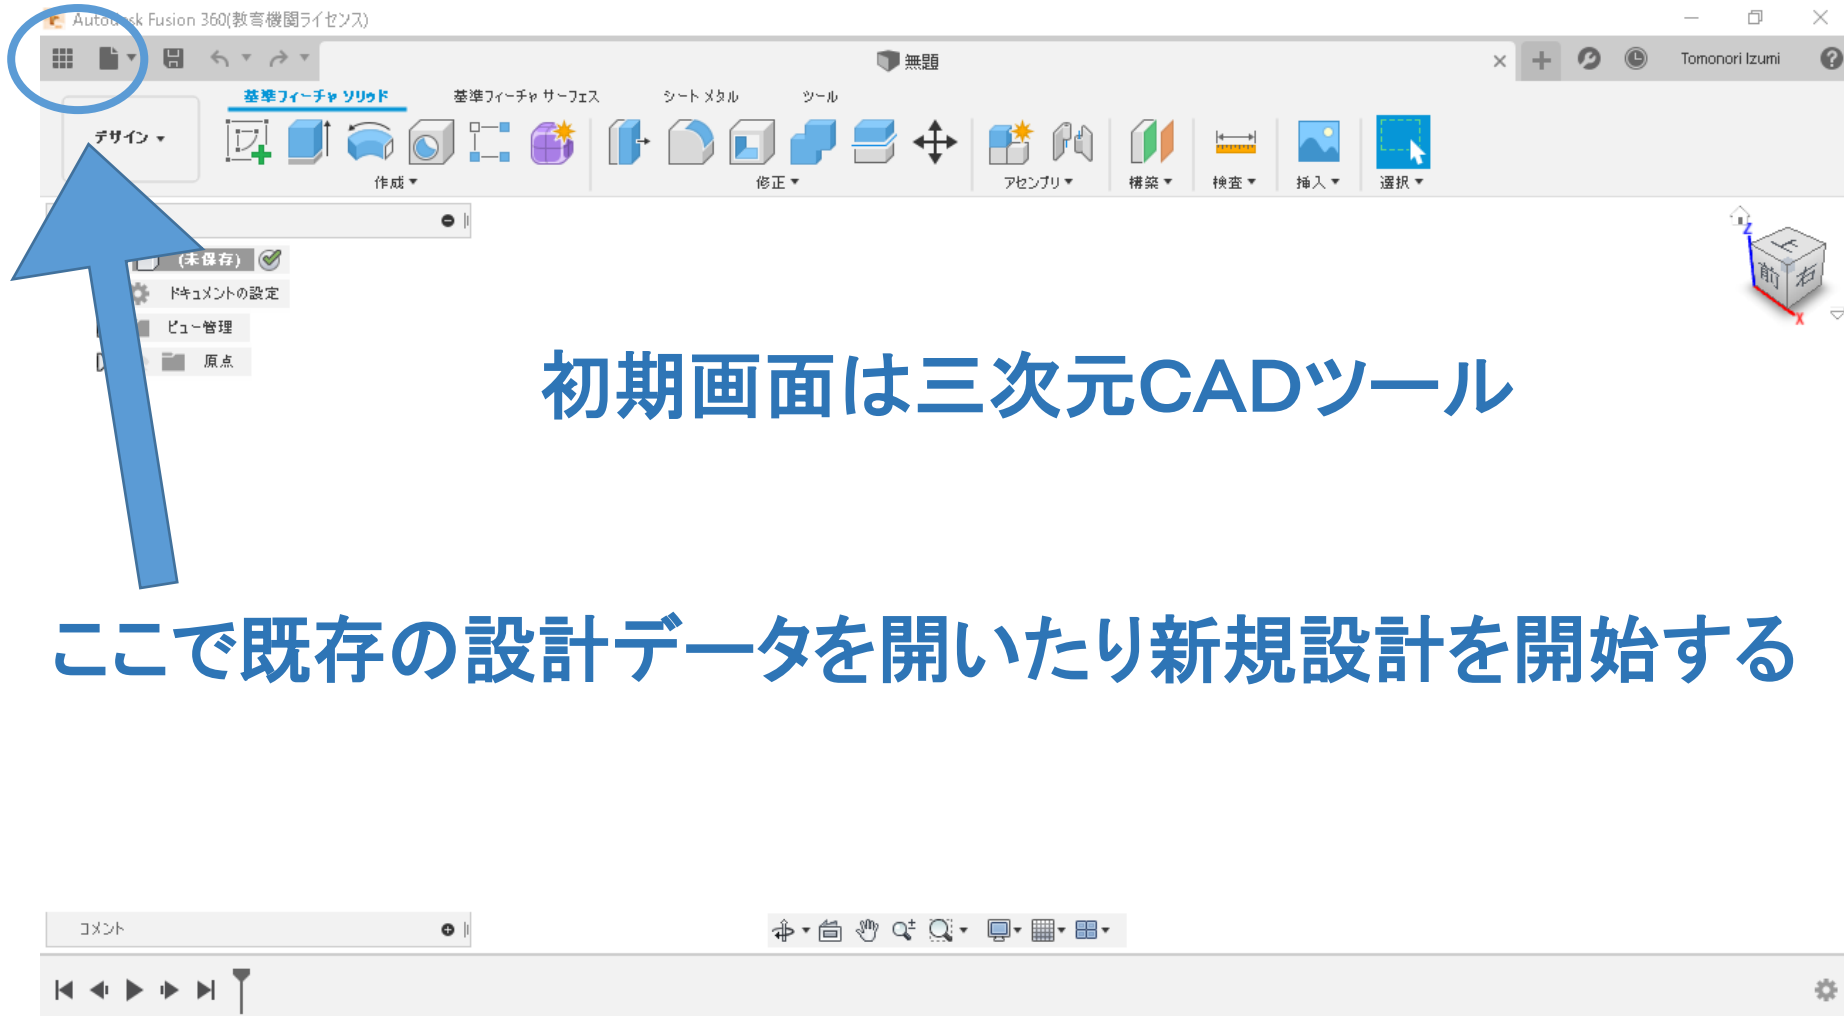 Autodesk Fusion 360(教育機関ライセンス)
無題
Tomonori Izumi
基準フィーチャ ソリッド 基準フィーチャ サーフェス シート メタル ツール
デザイン
作成 修正 アセンブリ 構築 検査 挿入 選択
(未保存)
ドキュメントの設定
ビュー管理
原点
Z
上
前 右
X
初期画面は三次元CADツール
ここで既存の設計データを開いたり新規設計を開始する
コメント